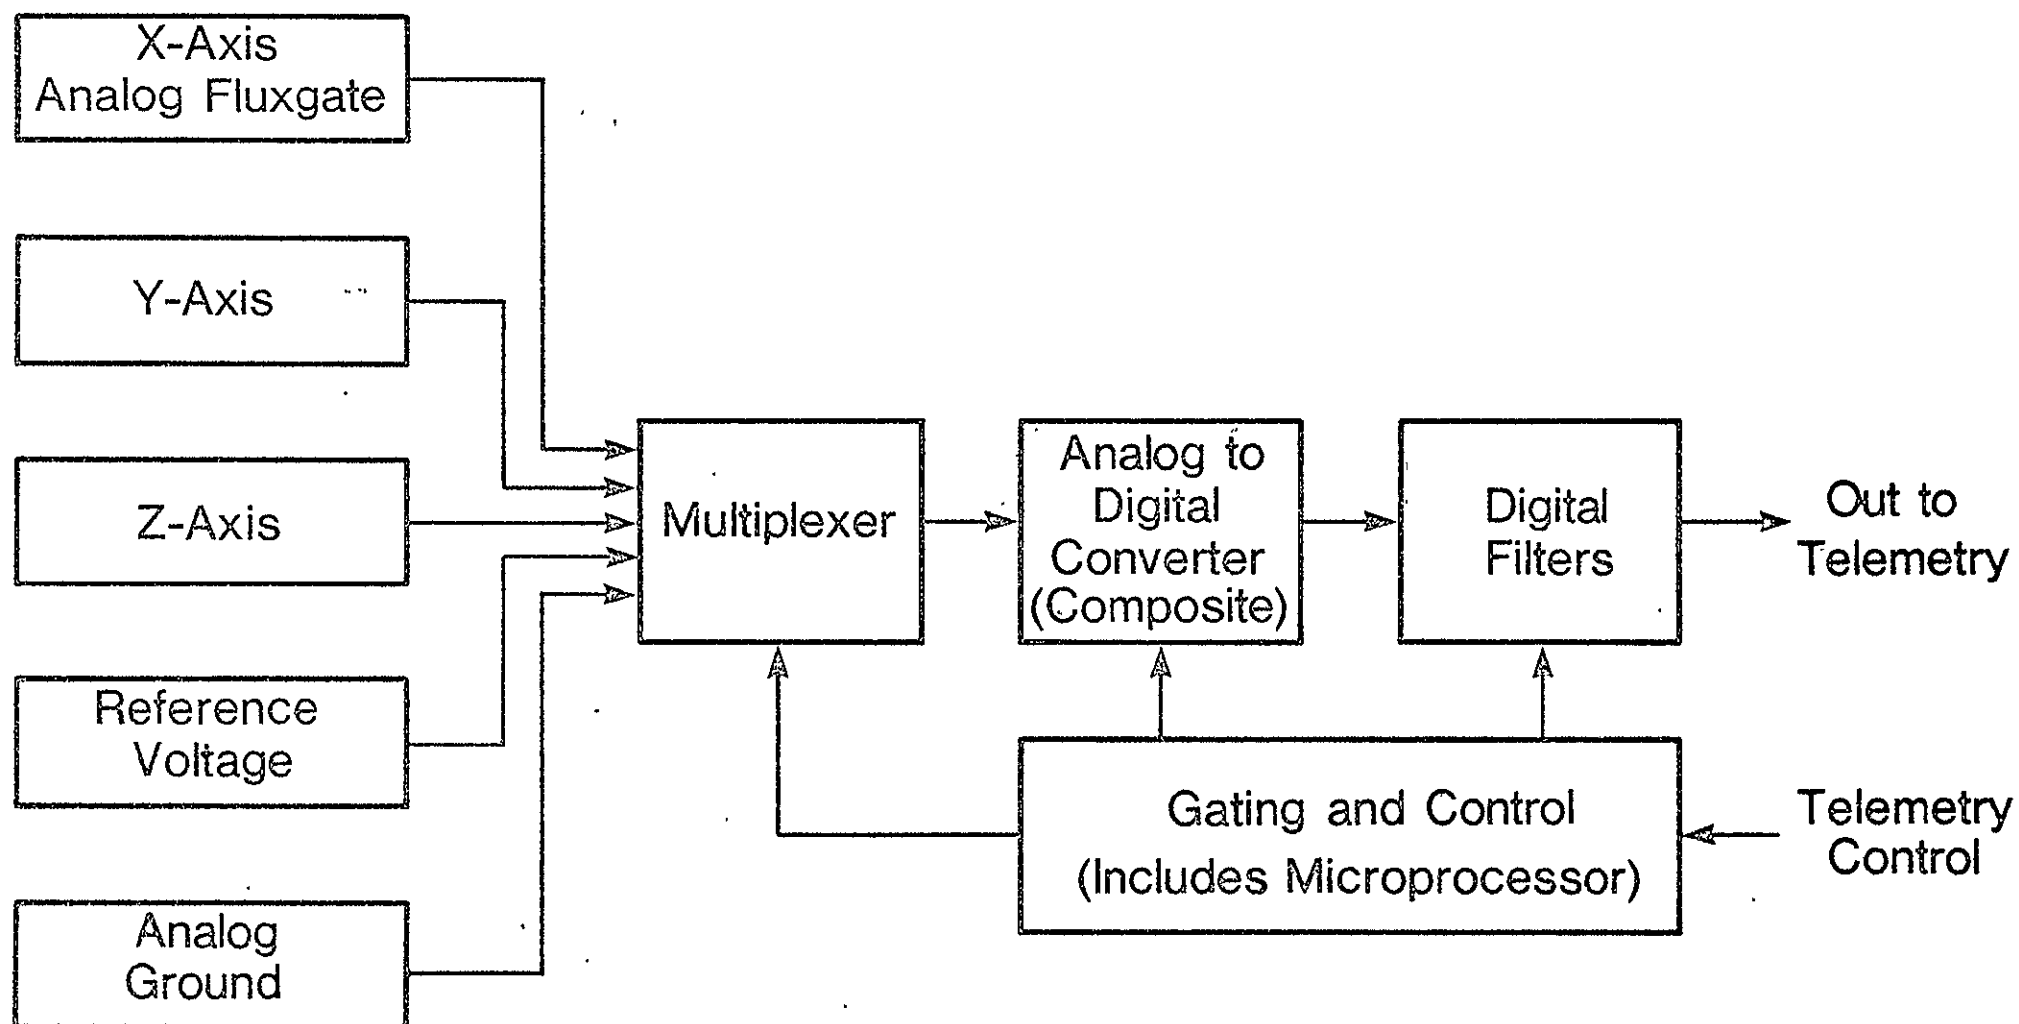 X-Axis
Analog Fluxgate
Y-Axis
Z-Axis
Reference
Voltage
Analog
Ground
Multiplexer
Analog to
Digital
Converter
(Composite)
Digital
Filters
Out to
Telemetry
Gating and Control
(Includes Microprocessor)
Telemetry
Control